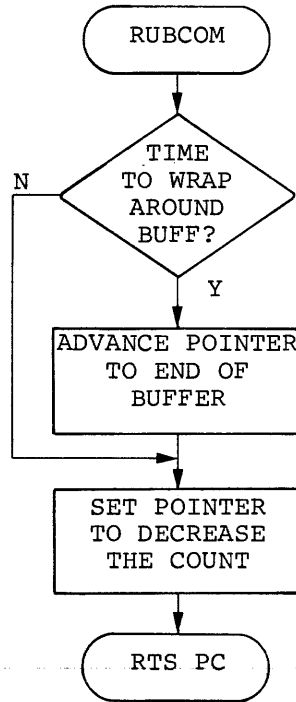 RUBCOM
TIME
TO WRAP
AROUND
BUFF?
N
Y
ADVANCE POINTER
TO END OF
BUFFER
SET POINTER
TO DECREASE
THE COUNT
RTS PC